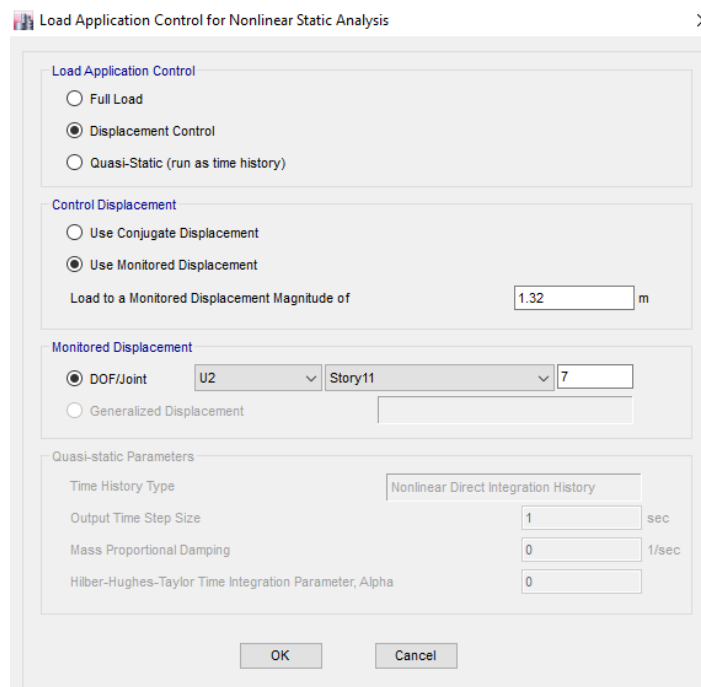 Load Application Control for Nonlinear Static Analysis
Load Application Control
Full Load
Displacement Control
Quasi-Static (run as time history)
Control Displacement
Use Conjugate Displacement
Use Monitored Displacement
Load to a Monitored Displacement Magnitude of 1.32 m
Monitored Displacement
DOF/Joint U2 Story11 7
Generalized Displacement
Quasi-static Parameters
Time History Type Nonlinear Direct Integration History
Output Time Step Size 1 sec
Mass Proportional Damping 0 1/sec
Hilber-Hughes-Taylor Time Integration Parameter, Alpha 0
OK Cancel